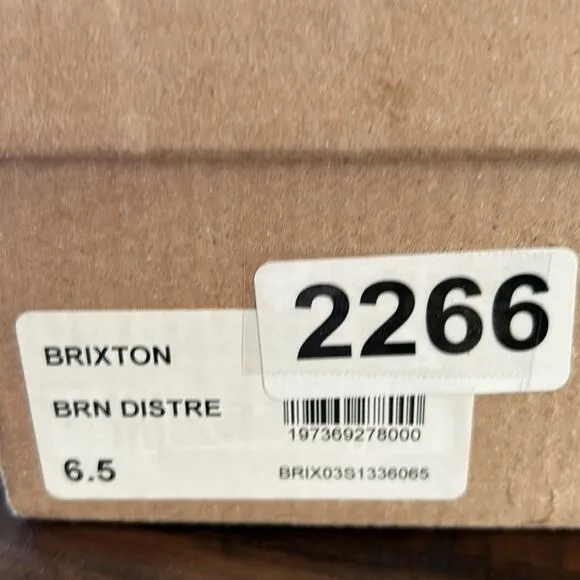 2266
BRIXTON
BRN DISTRE
197369278000
6.5
BRIX03S1336065